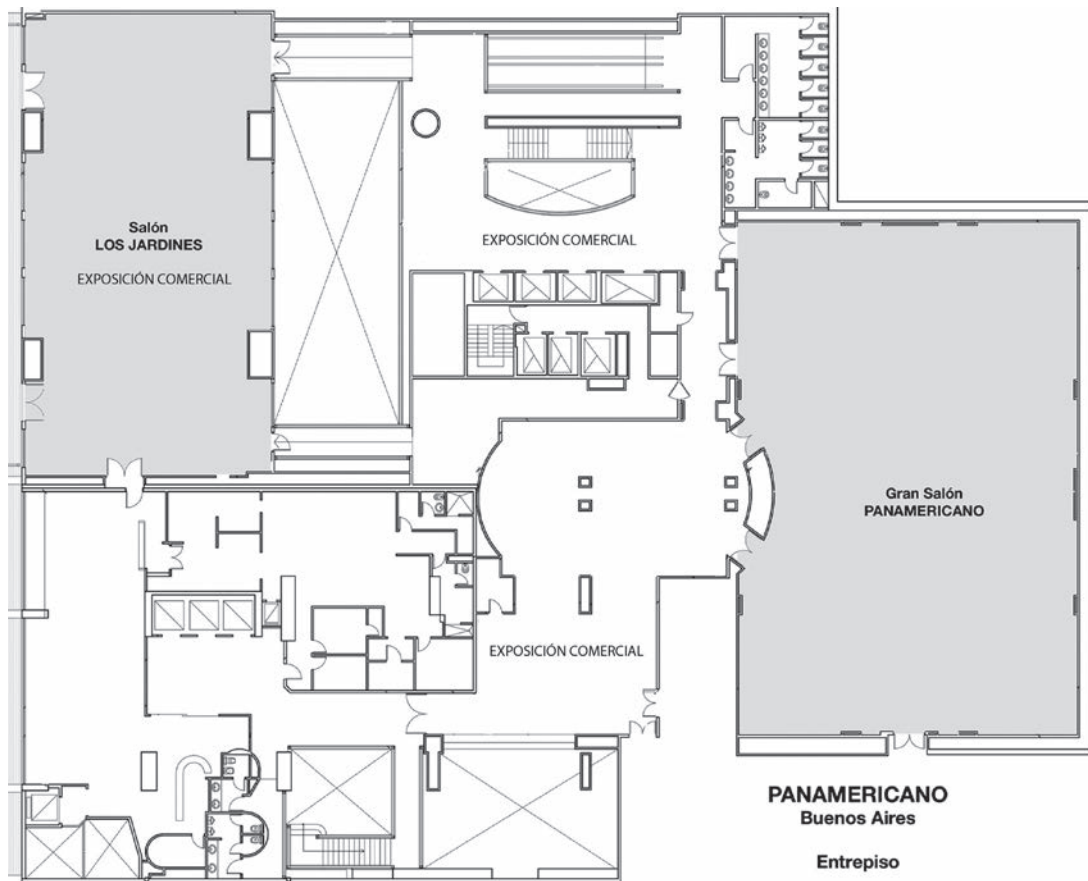 Salón
LOS JARDINES
EXPOSICIÓN COMERCIAL
EXPOSICIÓN COMERCIAL
Gran Salón
PANAMERICANO
EXPOSICIÓN COMERCIAL
PANAMERICANO
Buenos Aires
Entrepiso